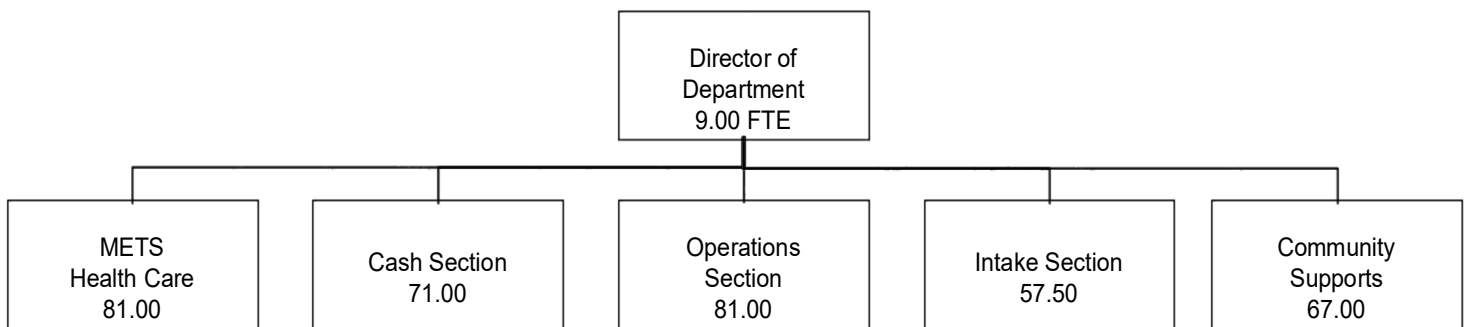 Director of
Department
9.00 FTE
METS
Health Care
81.00
Cash Section
71.00
Operations
Section
81.00
Intake Section
57.50
Community
Supports
67.00